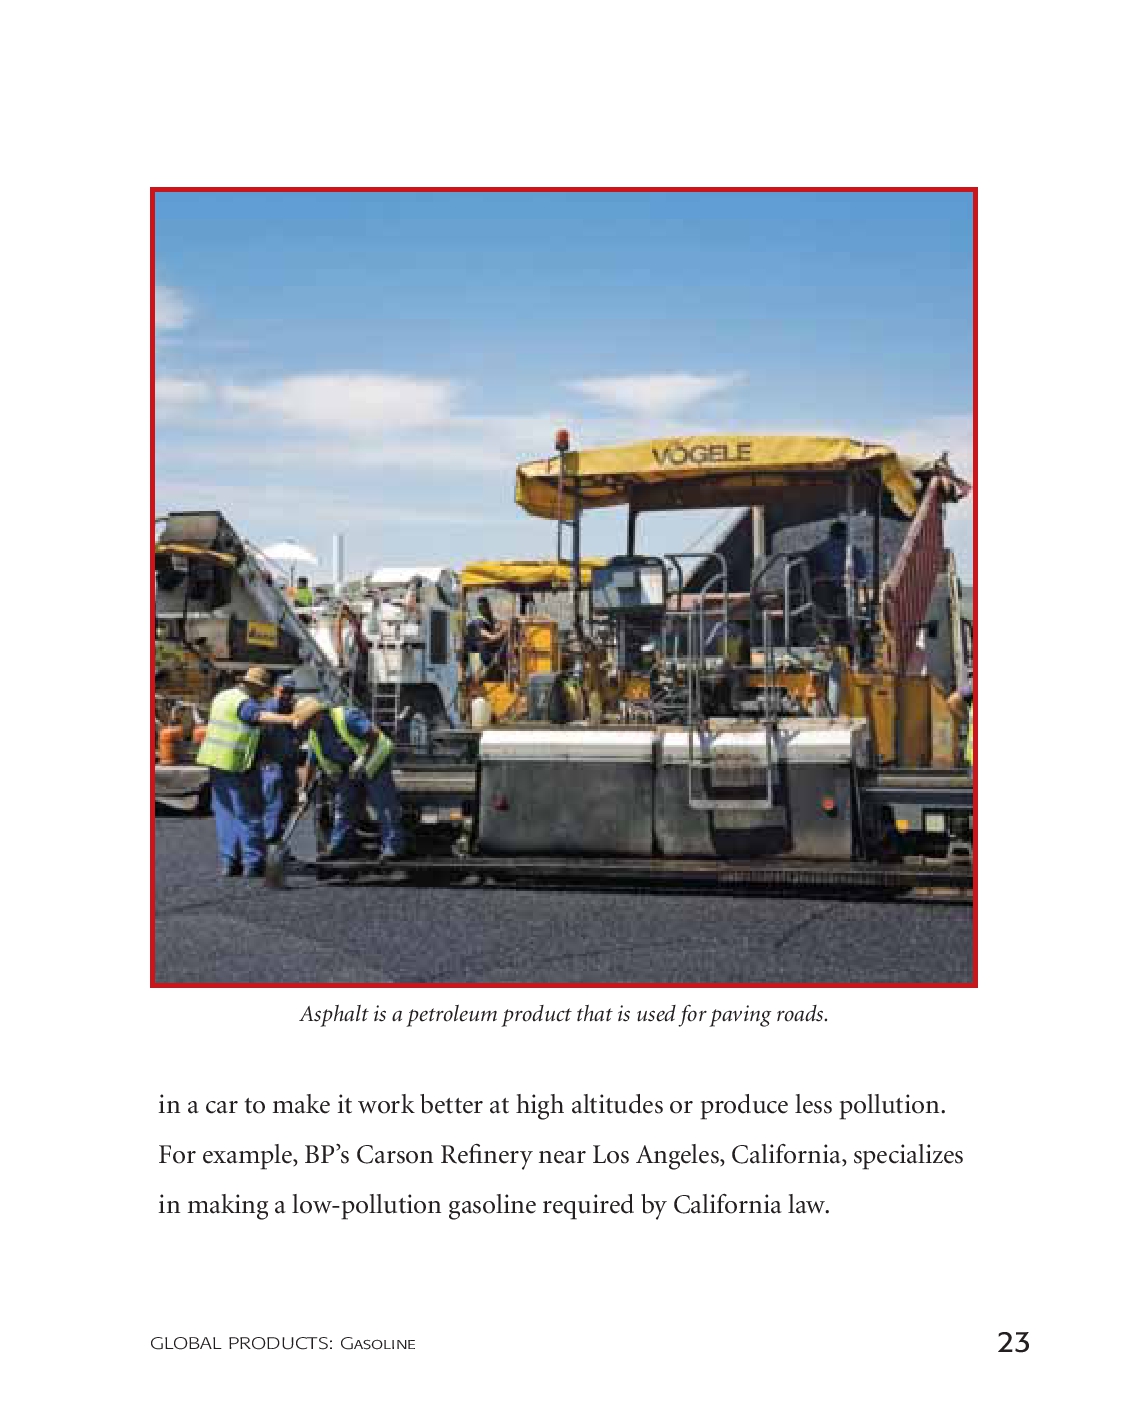 VÖGELE
Asphalt is a petroleum product that is used for paving roads.
in a car to make it work better at high altitudes or produce less pollution.
For example, BP’s Carson Refinery near Los Angeles, California, specializes
in making a low-pollution gasoline required by California law.
GLOBAL PRODUCTS: Gasoline
23